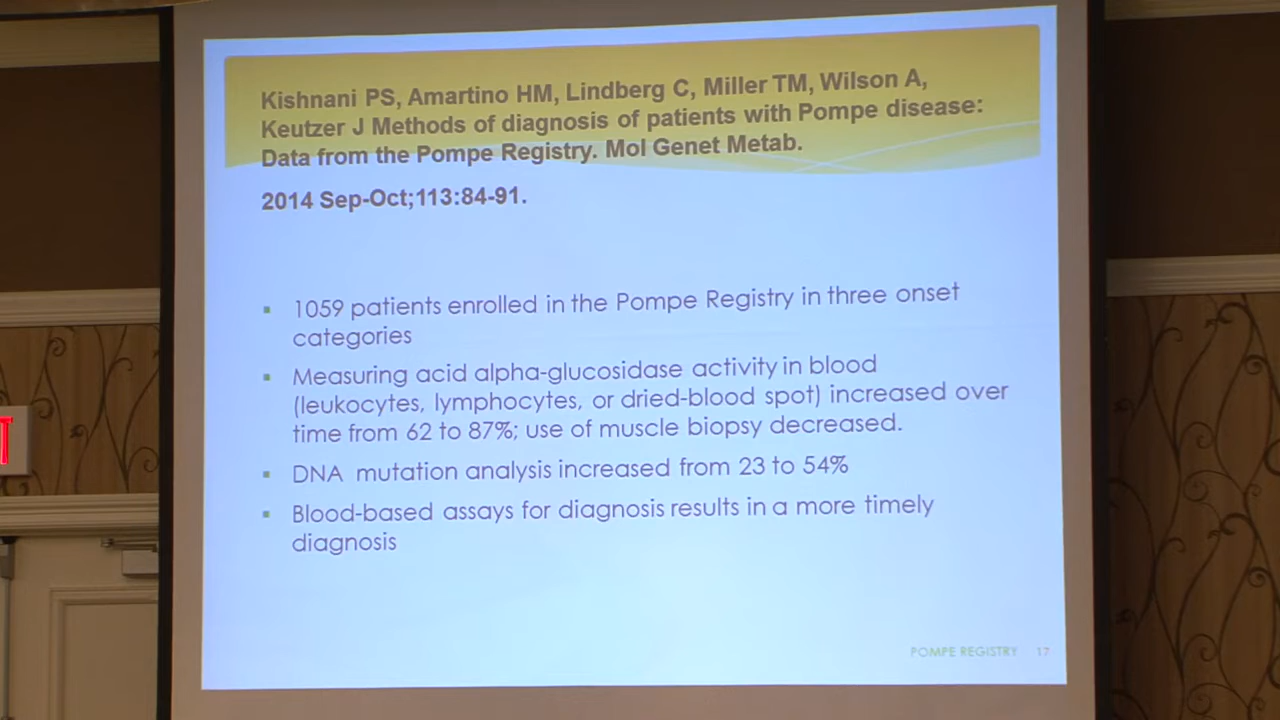 Kishnani PS, Amartino HM, Lindberg C, Miller TM, Wilson A,
Keutzer J Methods of diagnosis of patients with Pompe disease:
Data from the Pompe Registry. Mol Genet Metab.
2014 Sep-Oct;113:84-91.
▪ 1059 patients enrolled in the Pompe Registry in three onset
categories
▪ Measuring acid alpha-glucosidase activity in blood
(leukocytes, lymphocytes, or dried-blood spot) increased over
time from 62 to 87%; use of muscle biopsy decreased.
▪ DNA mutation analysis increased from 23 to 54%
▪ Blood-based assays for diagnosis results in a more timely
diagnosis
POMPE REGISTRY 17